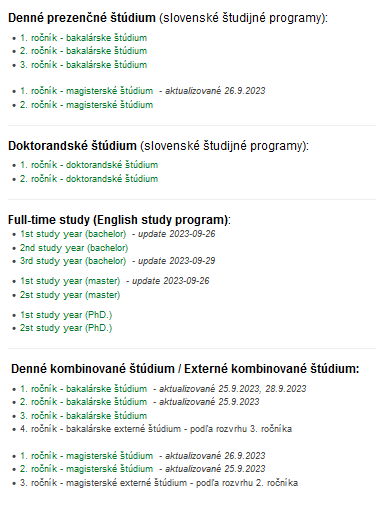 Denné prezenčné štúdium (slovenské študijné programy):
1. ročník - bakalárske štúdium
2. ročník - bakalárske štúdium
3. ročník - bakalárske štúdium
1. ročník - magisterské štúdium - aktualizované 26.9.2023
2. ročník - magisterské štúdium
Doktorandské štúdium (slovenské študijné programy):
1. ročník - doktorandské štúdium
2. ročník - doktorandské štúdium
Full-time study (English study program):
1st study year (bachelor) - update 2023-09-26
2nd study year (bachelor)
3rd study year (bachelor) - update 2023-09-29
1st study year (master) - update 2023-09-26
2st study year (master)
1st study year (PhD.)
2st study year (PhD.)
Denné kombinované štúdium / Externé kombinované štúdium:
1. ročník - bakalárske štúdium - aktualizované 25.9.2023, 28.9.2023
2. ročník - bakalárske štúdium - aktualizované 25.9.2023
3. ročník - bakalárske štúdium
4. ročník - bakalárske externé štúdium - podľa rozvrhu 3. ročníka
1. ročník - magisterské štúdium - aktualizované 26.9.2023
2. ročník - magisterské štúdium - aktualizované 25.9.2023
3. ročník - magisterské externé štúdium - podľa rozvrhu 2. ročníka